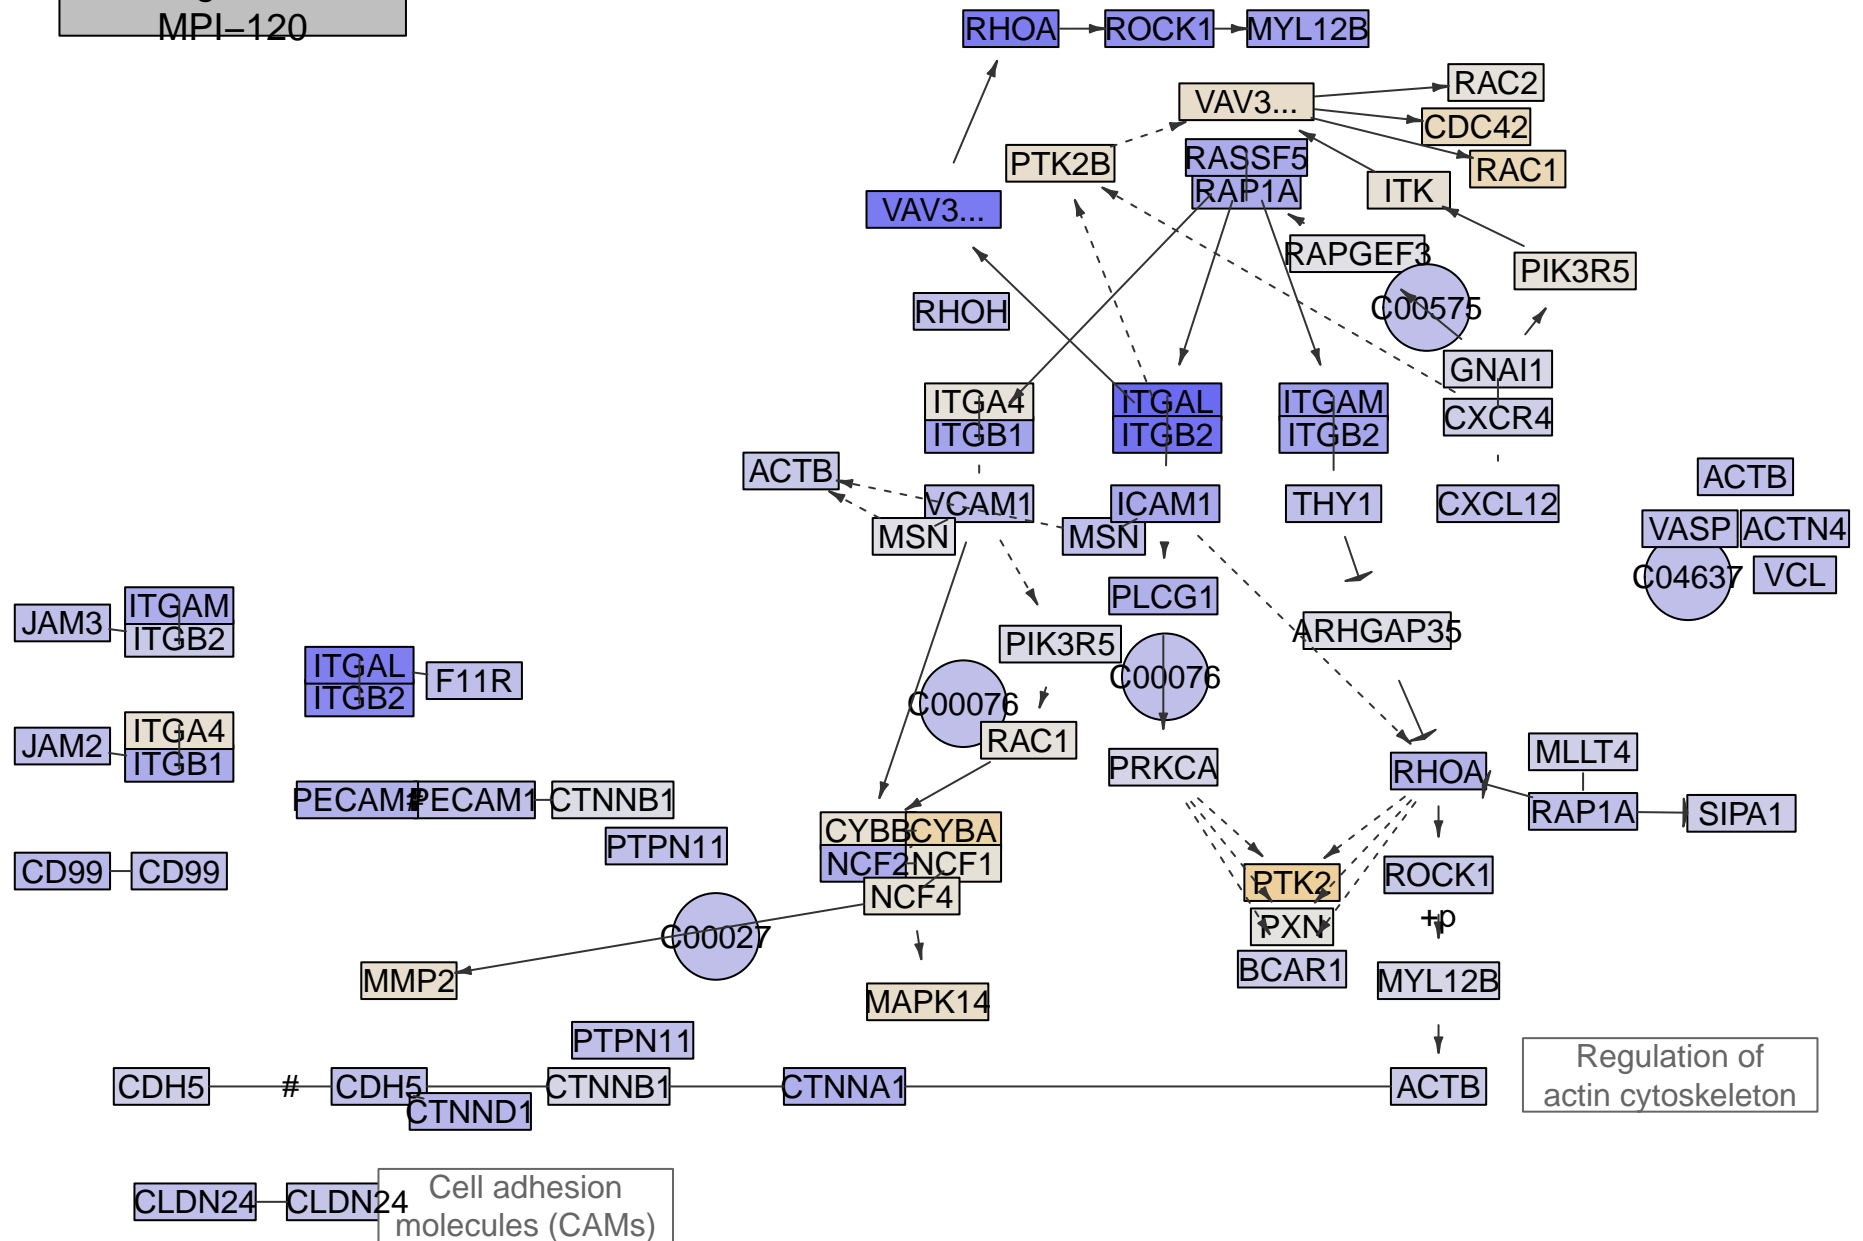 MPI−120
RHOA
ROCK1
MYL12B
RAC2
VAV3...
CDC42
PTK2B
RASSF5
RAC1
RAP1A
ITK
VAV3...
RAPGEF3
PIK3R5
RHOH
C00575
GNAI1
ITGA4
ITGAL
ITGAM
CXCR4
ITGB1
ITGB2
ITGB2
ACTB
ACTB
VCAM1
ICAM1
THY1
CXCL12
MSN
MSN
VASP
ACTN4
C04637
VCL
PLCG1
ITGAM
JAM3
ITGB2
ARHGAP35
PIK3R5
ITGAL
F11R
C00076
ITGB2
C00076
ITGA4
JAM2
RAC1
MLLT4
ITGB1
PRKCA
RHOA
PECAM1
#
PECAM1
CTNNB1
RAP1A
SIPA1
CYBB
CYBA
PTPN11
NCF2
NCF1
CD99
CD99
PTK2
ROCK1
NCF4
+p
PXN
C00027
BCAR1
MMP2
MYL12B
MAPK14
PTPN11
Regulation of
actin cytoskeleton
CDH5
#
CDH5
CTNNB1
CTNNA1
ACTB
CTNND1
CLDN24
CLDN24
Cell adhesion
molecules (CAMs)